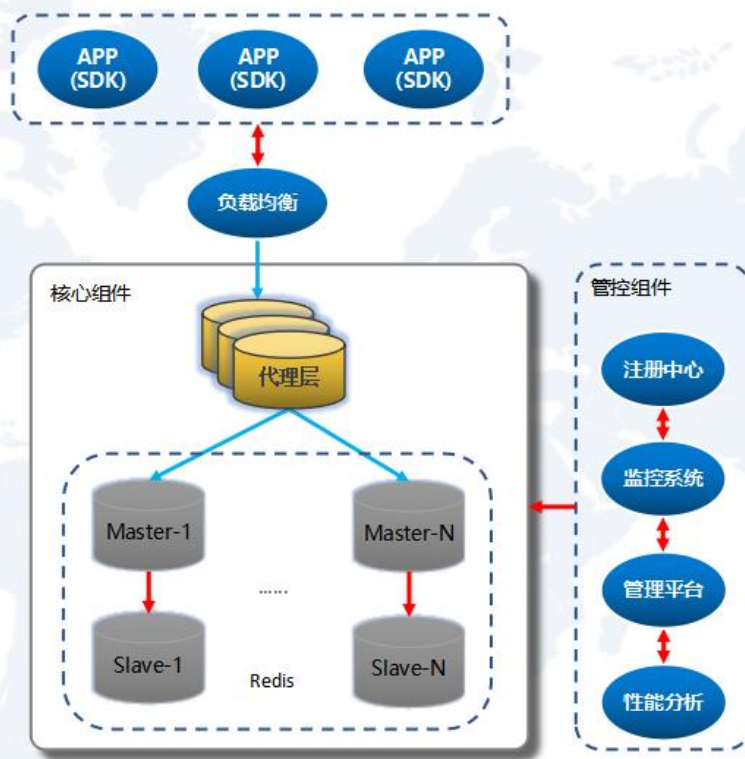 APP
(SDK)
APP
(SDK)
APP
(SDK)
负载均衡
核心组件
代理层
Master-1
Master-N
......
Slave-1
Slave-N
Redis
管控组件
注册中心
监控系统
管理平台
性能分析